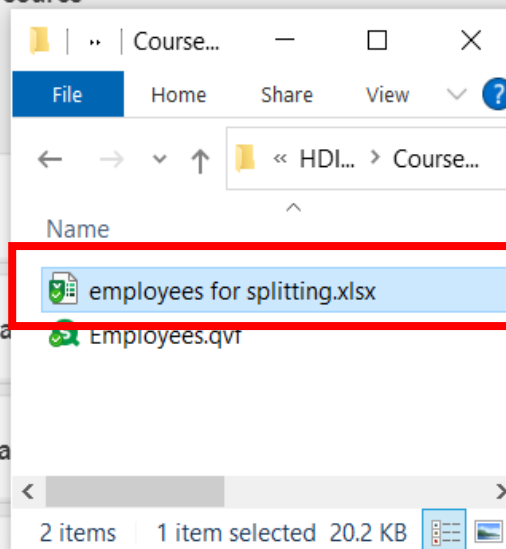 Course...
File Home Share View ?
« HDI... > Course...
Name
employees for splitting.xlsx
Employees.qvf
2 items 1 item selected 20.2 KB